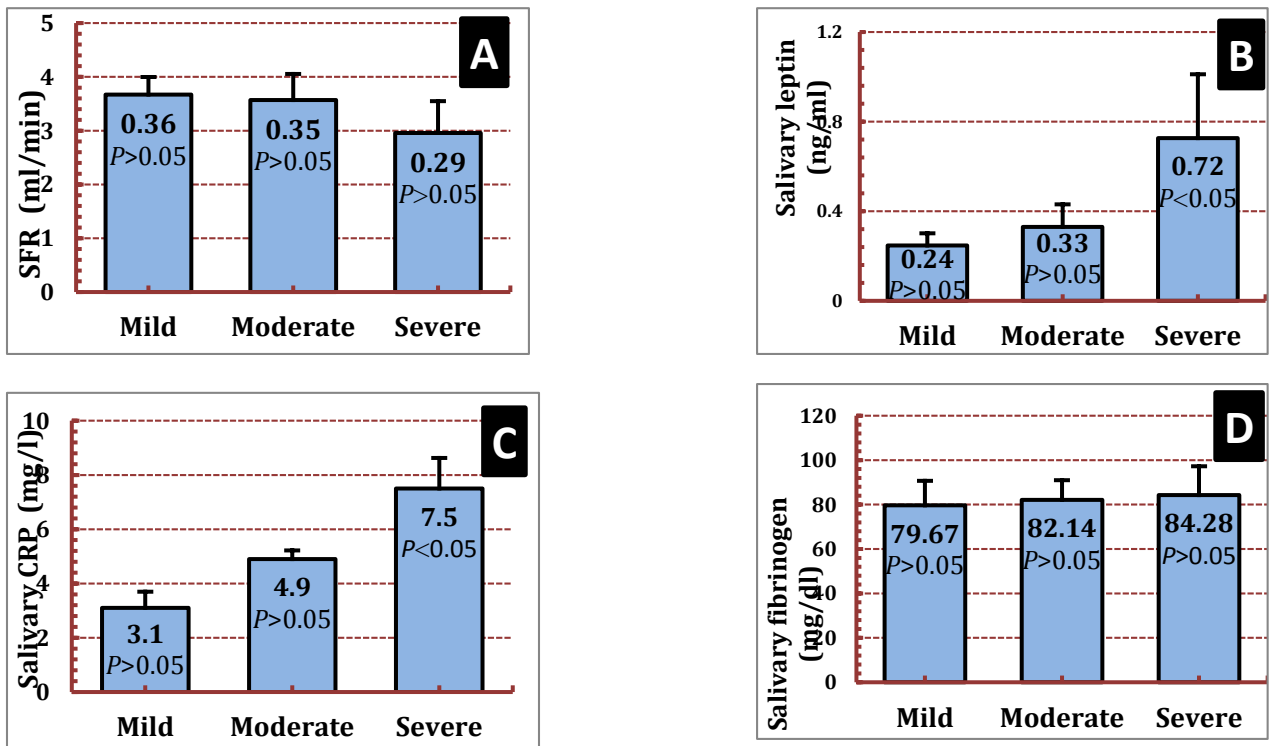 A
SFR (ml/min)
5
4
3
2
1
0
0.36
P>0.05
0.35
P>0.05
0.29
P>0.05
Mild Moderate Severe
B
Salivary leptin
(ng/ml)
1.2
0.8
0.4
0
0.24
P>0.05
0.33
P>0.05
0.72
P<0.05
Mild Moderate Severe
C
Salivary CRP (mg/l)
10
8
6
4
2
0
3.1
P>0.05
4.9
P>0.05
7.5
P<0.05
Mild Moderate Severe
D
Salivary fibrinogen
(mg/dl)
120
100
80
60
40
20
0
79.67
P>0.05
82.14
P>0.05
84.28
P>0.05
Mild Moderate Severe